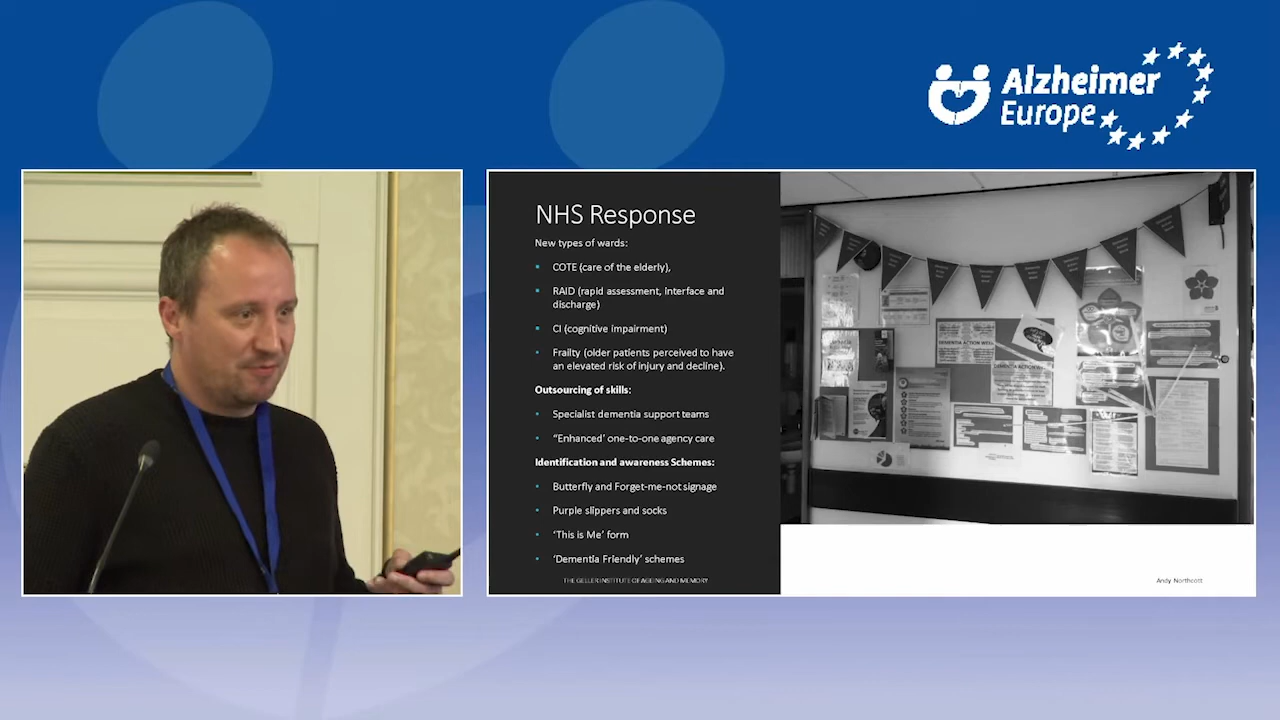 Alzheimer
Europe
NHS Response
New types of wards:
COTE (care of the elderly),
RAID (rapid assessment, Interface and
discharge)
CI (cognitive impairment)
Frailty (older patients perceived to have
an elevated risk of injury and decline).
Outsourcing of skills:
Specialist dementia support teams
“Enhanced’ one-to-one agency care
Identification and awareness Schemes:
Butterfly and Forget-me-not signage
Purple slippers and socks
‘This is Me’ form
‘Dementia Friendly’ schemes
THE GELLER INSTITUTE OF AGEING AND MEMORY
Andy Northcott
DEMENTIA ACTION WEEK